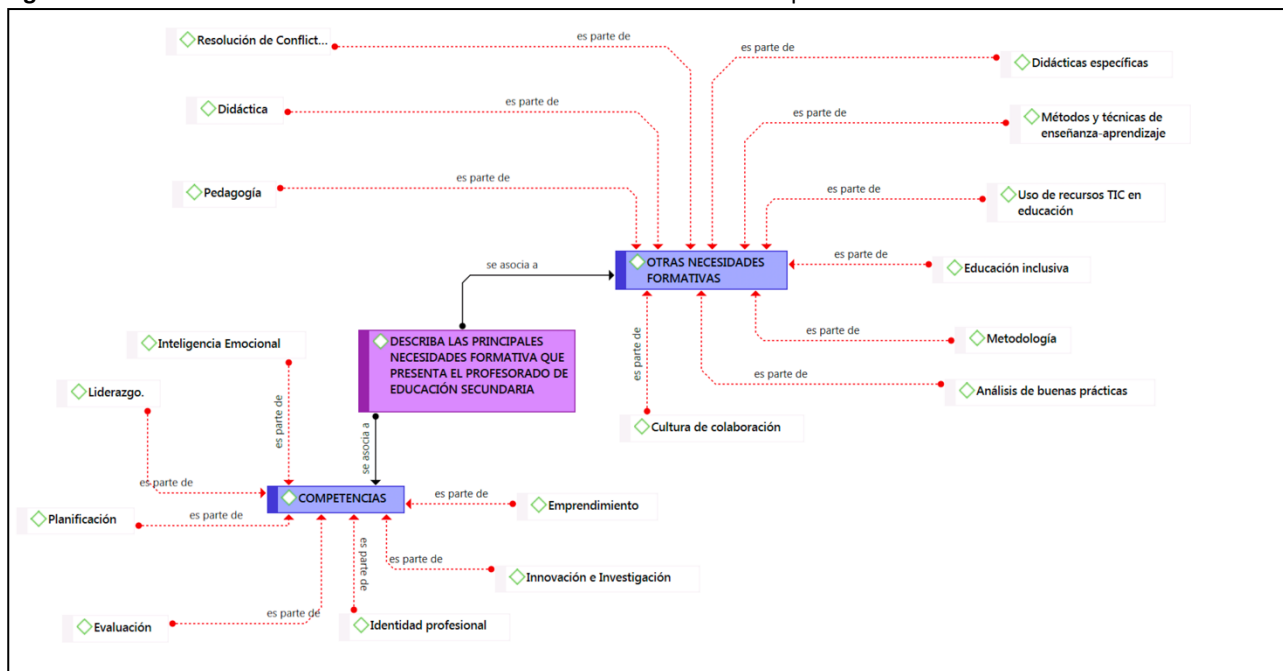 es parte de
Resolución de Conflict...
es parte de
Didácticas específicas
Didáctica
es parte de
es parte de
Métodos y técnicas de
enseñanza-aprendizaje
Pedagogía
es parte de
es parte de
Uso de recursos TIC en
educación
se asocia a
OTRAS NECESIDADES
FORMATIVAS
es parte de
Educación inclusiva
es parte de
es parte de
Metodología
es parte de
Análisis de buenas prácticas
Cultura de colaboración
DESCRIBA LAS PRINCIPALES
NECESIDADES FORMATIVA QUE
PRESENTA EL PROFESORADO DE
EDUCACIÓN SECUNDARIA
Inteligencia Emocional
es parte de
Liderazgo.
es parte de
se asocia a
COMPETENCIAS
es parte de
Emprendimiento
Planificación
es parte de
es parte de
es parte de
Innovación e Investigación
Evaluación
es parte de
Identidad profesional